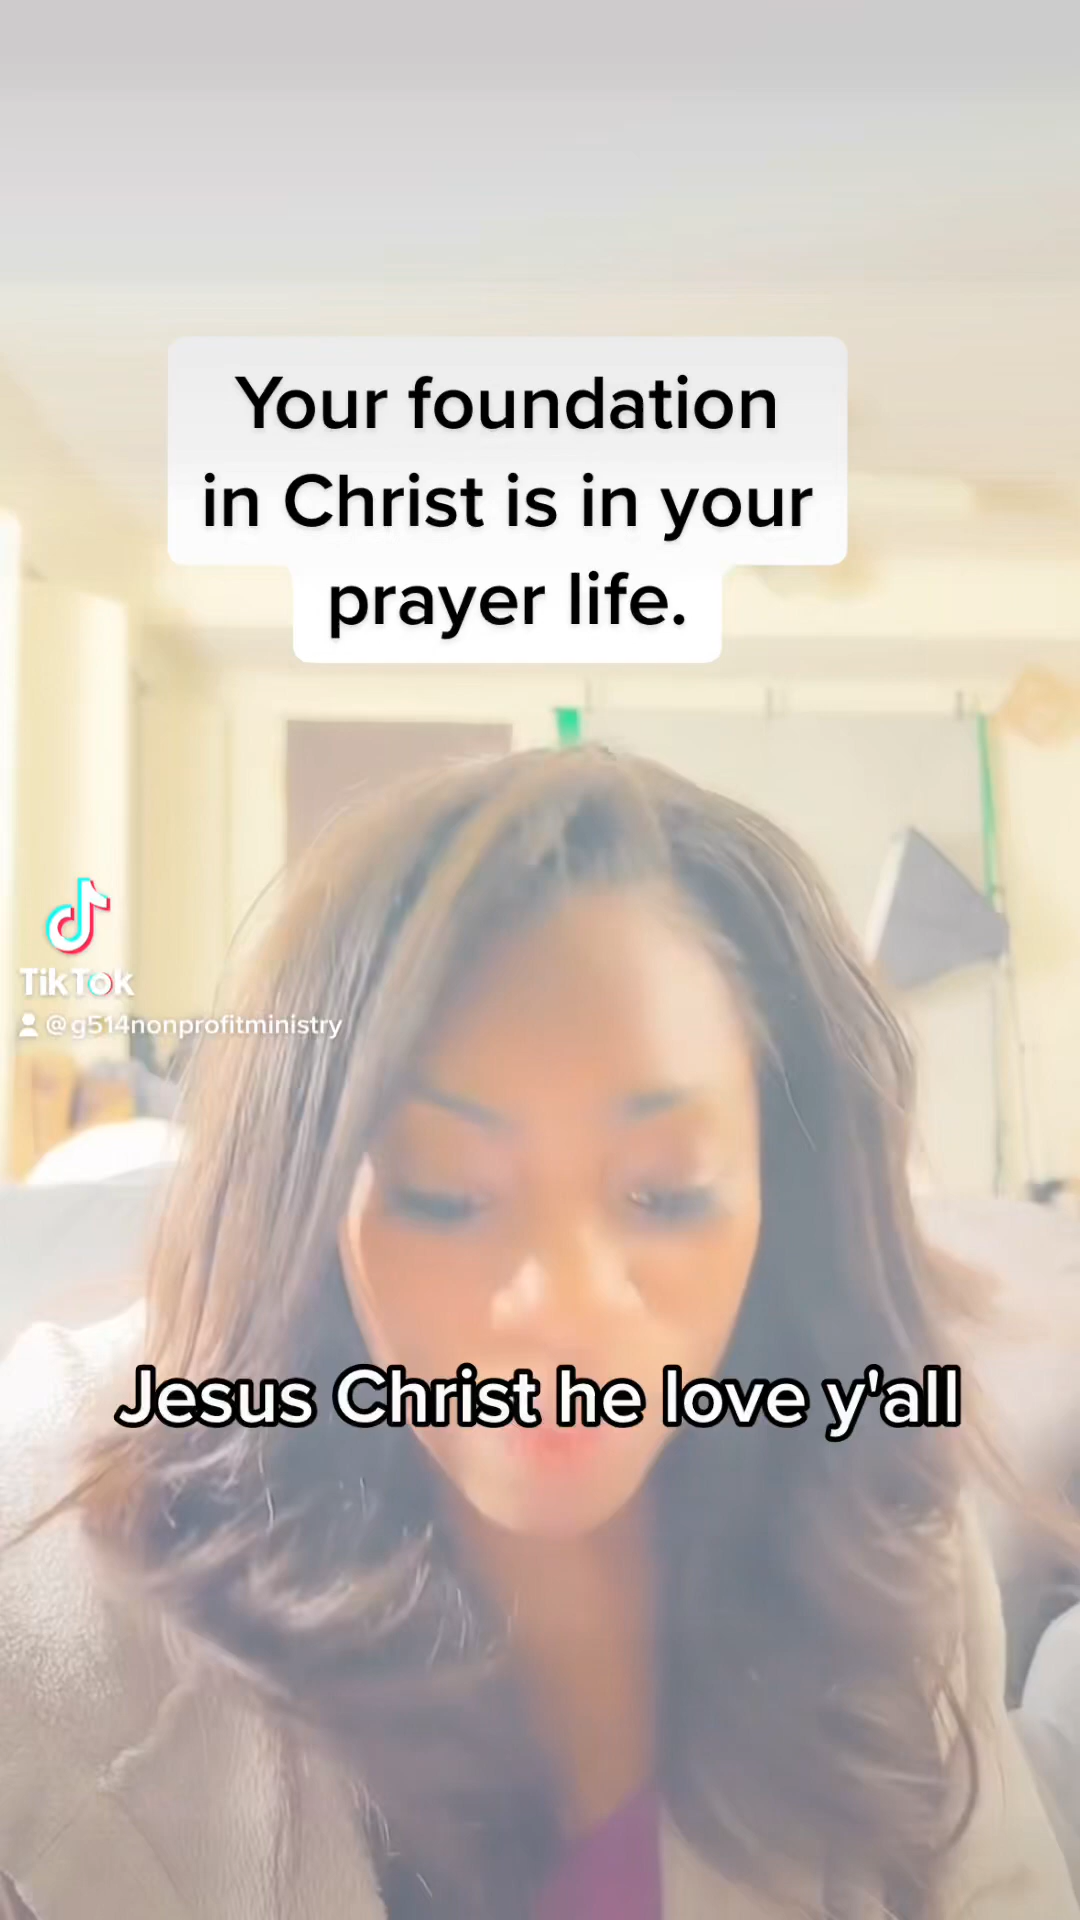 Your foundation
in Christ is in your
prayer life.
TikTok
@g514nonprofitministry
Jesus Christ he love y'all